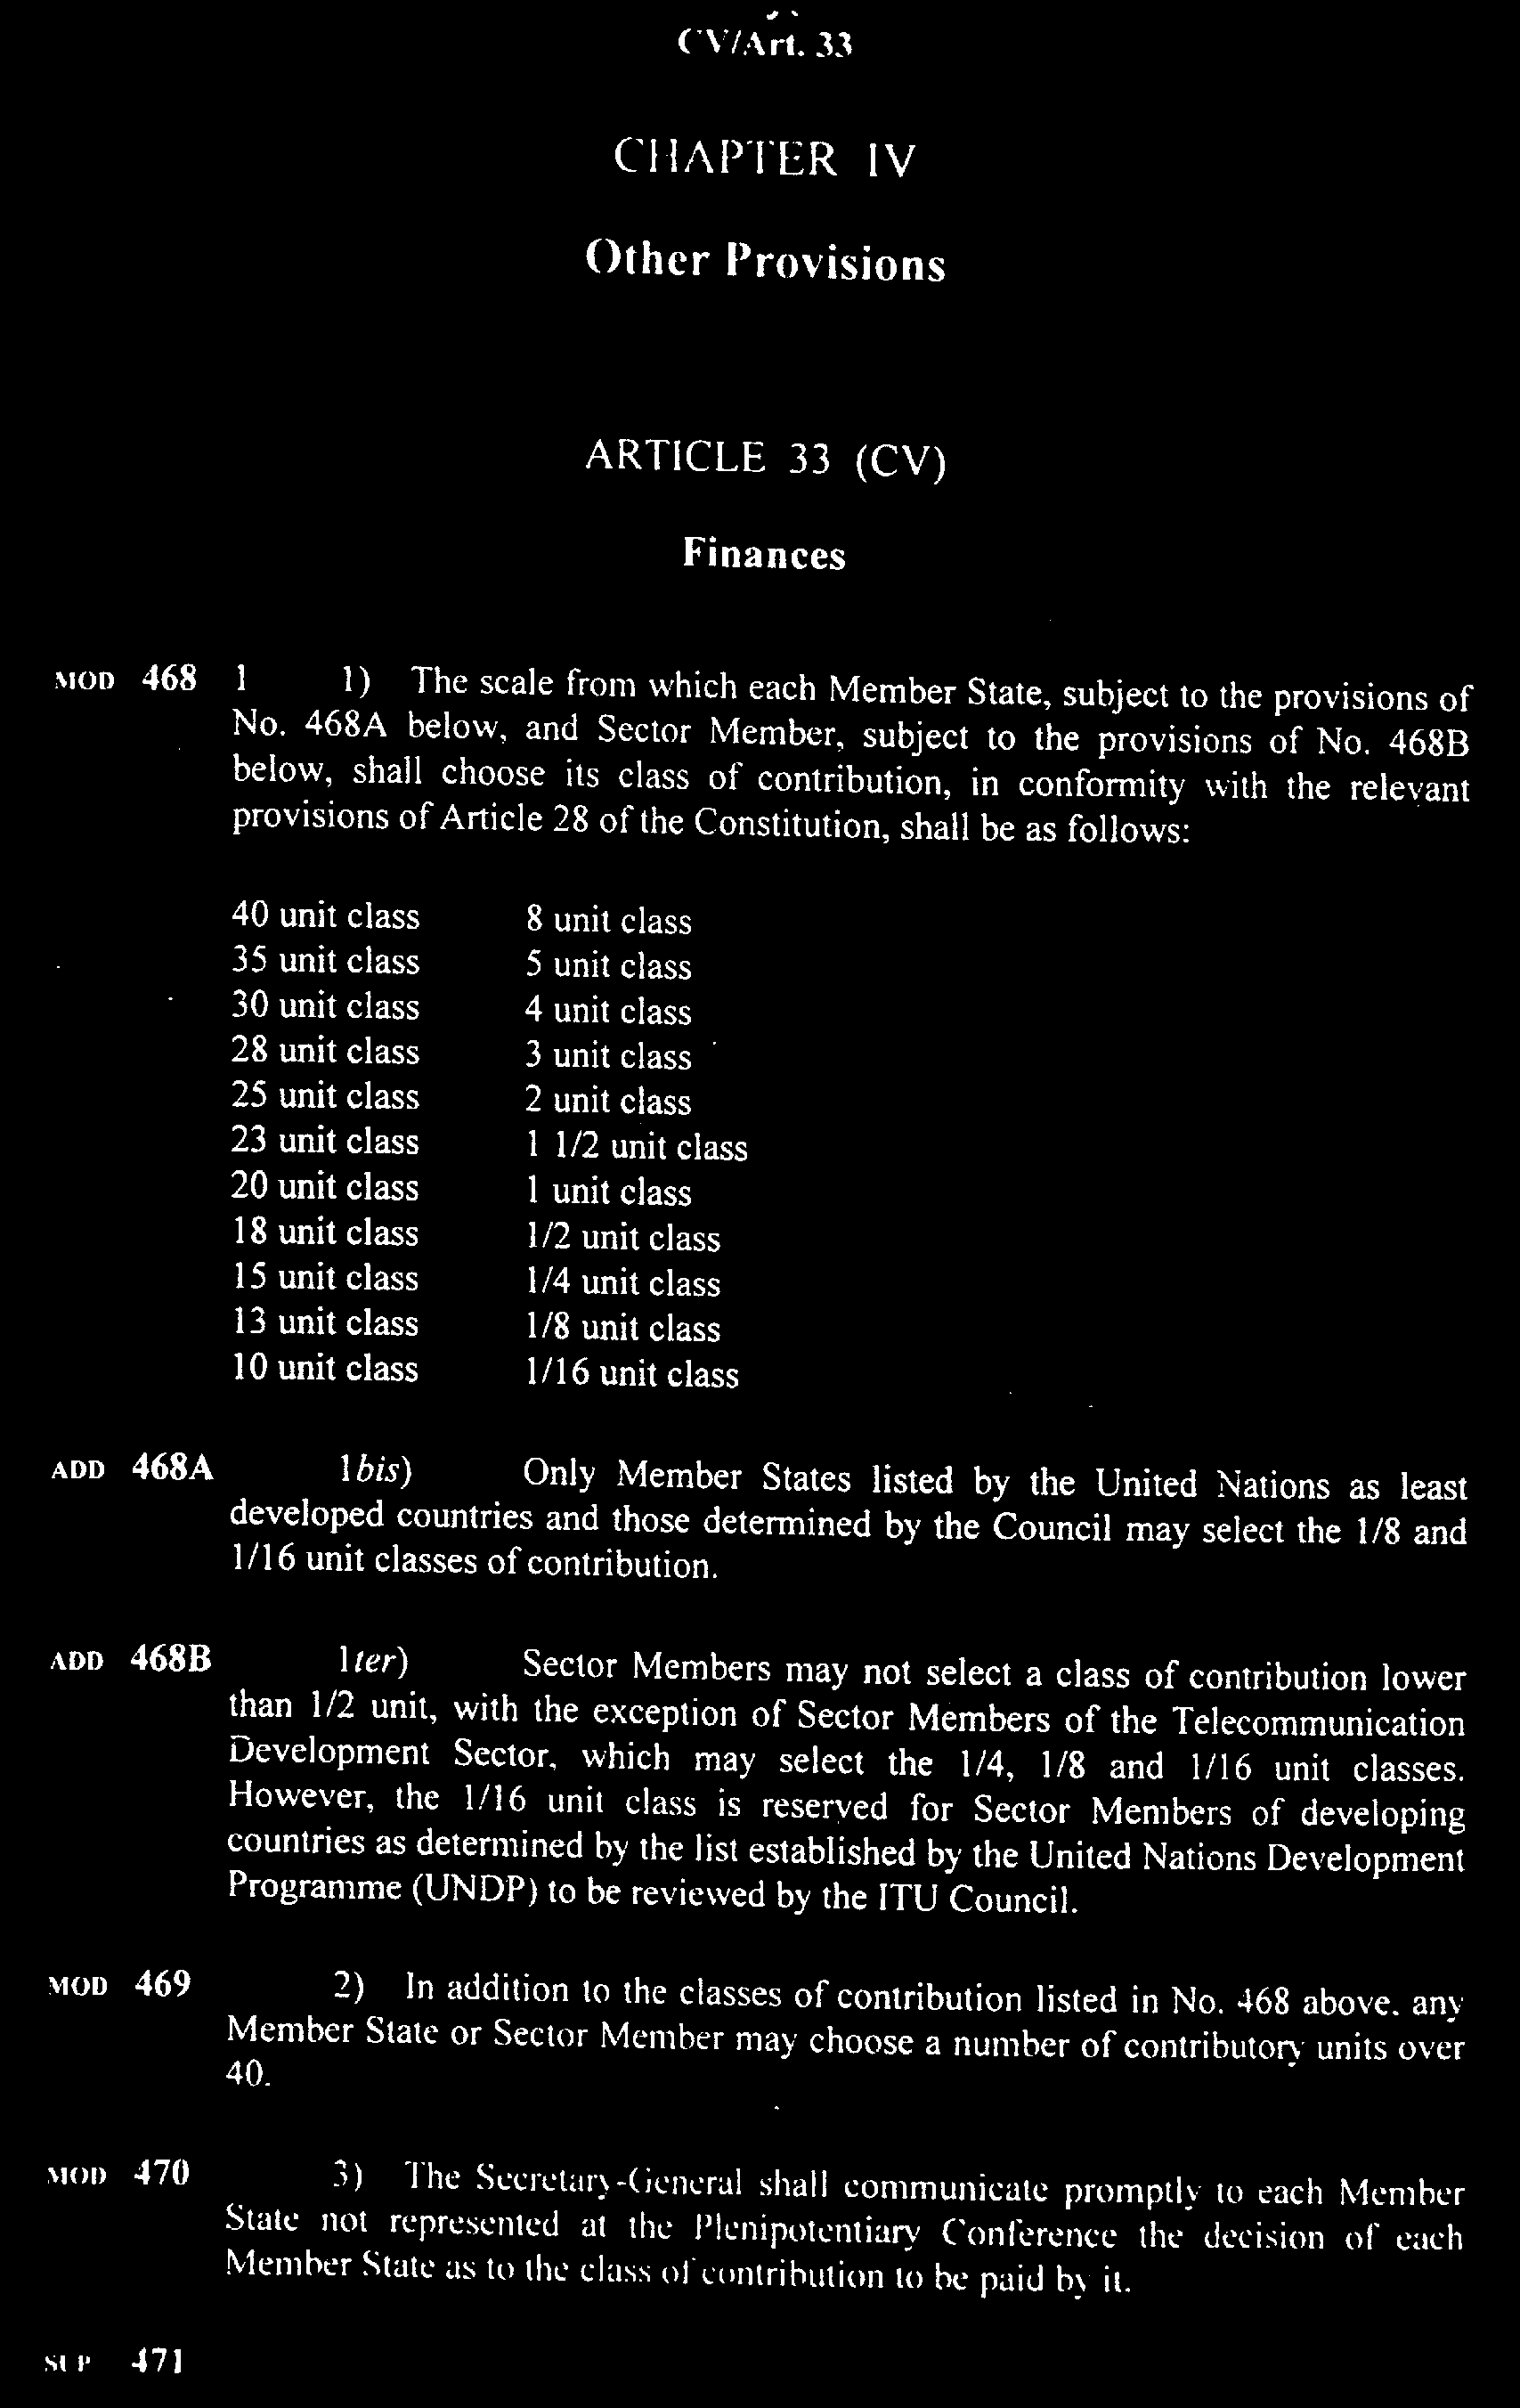 CV/Art. 33
CHAPTER IV
Other Provisions
ARTICLE 33 (CV)
Finances
MOD 468 1 1) The scale from which each Member State, subject to the provisions of
No. 468A below, and Sector Member, subject to the provisions of No. 468B
below, shall choose its class of contribution, in conformity with the relevant
provisions of Article 28 of the Constitution, shall be as follows:
40 unit class 8 unit class
35 unit class 5 unit class
30 unit class 4 unit class
28 unit class 3 unit class
25 unit class 2 unit class
23 unit class 1 1/2 unit class
20 unit class 1 unit class
18 unit class 1/2 unit class
15 unit class 1/4 unit class
13 unit class 1/8 unit class
10 unit class 1/16 unit class
ADD 468A 1bis) Only Member States listed by the United Nations as least
developed countries and those determined by the Council may select the 1/8 and
1/16 unit classes of contribution.
ADD 468B 1ter) Sector Members may not select a class of contribution lower
than 1/2 unit, with the exception of Sector Members of the Telecommunication
Development Sector, which may select the 1/4, 1/8 and 1/16 unit classes.
However, the 1/16 unit class is reserved for Sector Members of developing
countries as determined by the list established by the United Nations Development
Programme (UNDP) to be reviewed by the ITU Council.
MOD 469 2) In addition to the classes of contribution listed in No. 468 above, any
Member State or Sector Member may choose a number of contributory units over
40.
MOD 470 3) The Secretary-General shall communicate promptly to each Member
State not represented at the Plenipotentiary Conference the decision of each
Member State as to the class of contribution to be paid by it.
SUP 471